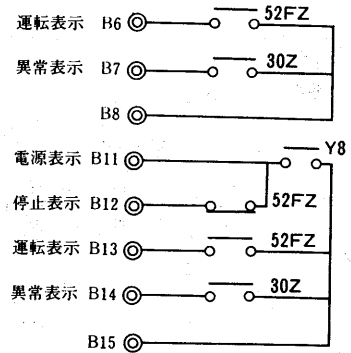 運転表示 B6 52FZ
異常表示 B7 30Z
B8
電源表示 B11 Y8
停止表示 B12 52FZ
運転表示 B13 52FZ
異常表示 B14 30Z
B15